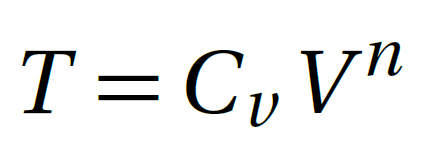 T = C_v V^n